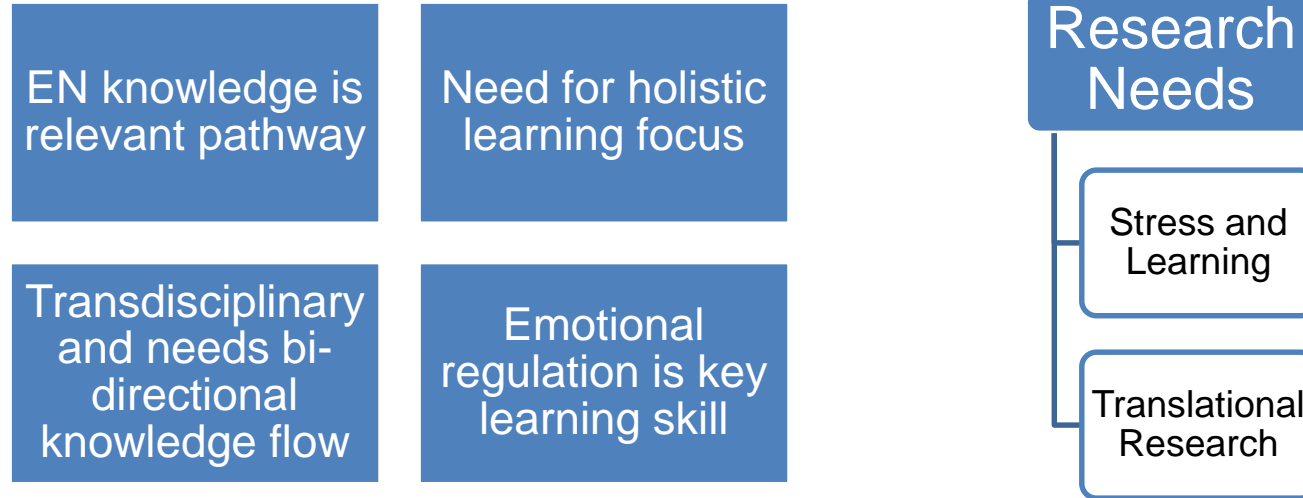 EN knowledge is
relevant pathway
Need for holistic
learning focus
Transdisciplinary
and needs bi-
directional
knowledge flow
Emotional
regulation is key
learning skill
Research
Needs
Stress and
Learning
Translational
Research